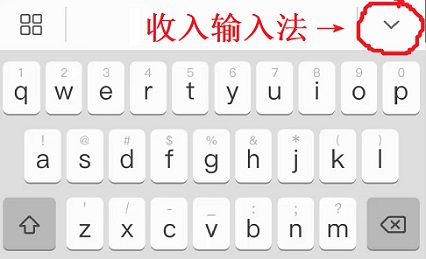 收入输入法→
1 2 3 4 5 6 7 8 9 0
q w e r t y u i o p
! @ # $ % & * ( )
a s d f g h j k l
' / - _ : ; ?
z x c v b n m